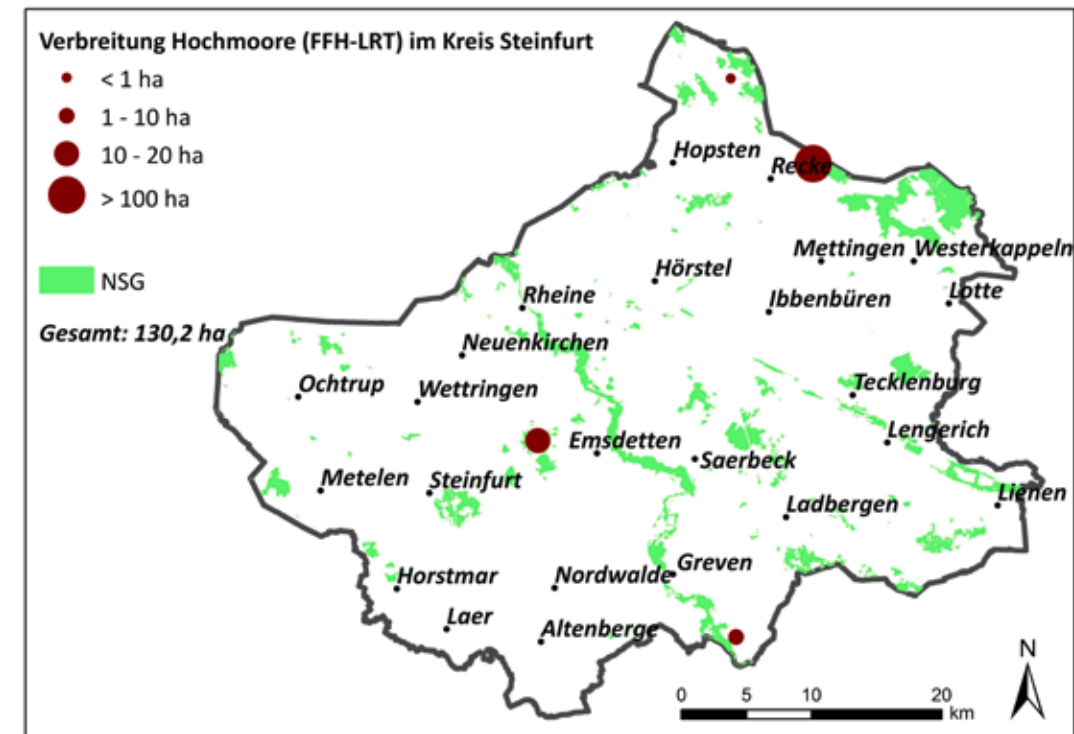 Verbreitung Hochmoore (FFH-LRT) im Kreis Steinfurt
< 1 ha
1 - 10 ha
10 - 20 ha
> 100 ha
NSG
Gesamt: 130,2 ha
Hopsten
Recke
Mettingen
Westerkappeln
Hörstel
Rheine
Ibbenbüren
Lotte
Neuenkirchen
Ochtrup
Wettringen
Tecklenburg
Lengerich
Emsdetten
Saerbeck
Metelen
Steinfurt
Ladbergen
Lienen
Horstmar
Nordwalde
Greven
Laer
Altenberge
N
0 5 10 20
km